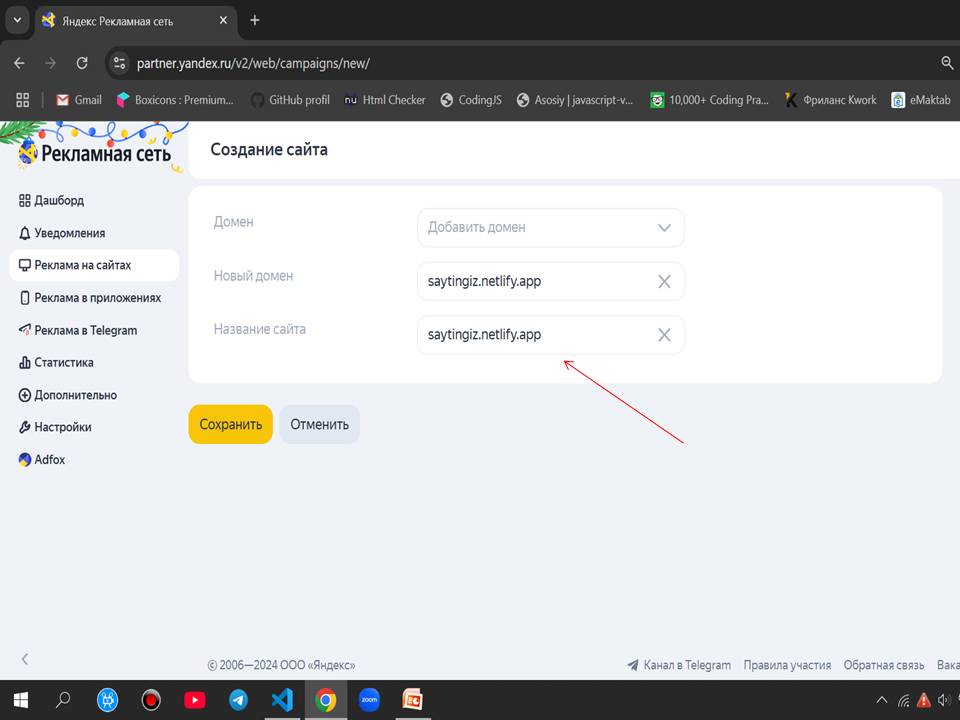 Яндекс Рекламная сеть
partner.yandex.ru/v2/web/campaigns/new/
Gmail
Boxicons : Premium...
GitHub profil
nu Html Checker
CodingJS
Asosiy | javascript-v...
10,000+ Coding Pra...
Фриланс Kwork
eMaktab
Рекламная сеть
Создание сайта
Дашборд
Уведомления
Реклама на сайтах
Реклама в приложениях
Реклама в Telegram
Статистика
Дополнительно
Настройки
Adfox
Домен
Добавить домен
Новый домен
saytingiz.netlify.app
Название сайта
saytingiz.netlify.app
Сохранить
Отменить
© 2006—2024 ООО «Яндекс»
Канал в Telegram
Правила участия
Обратная связь
Вака
zoom